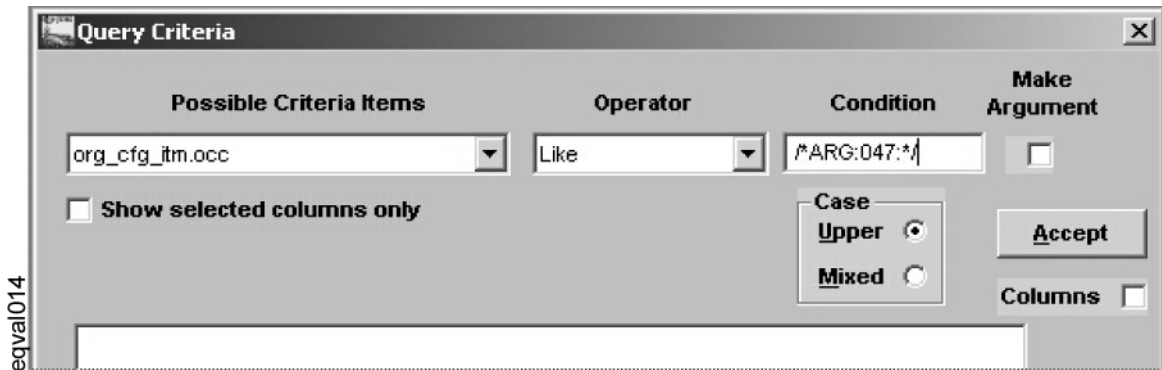 Query Criteria
Possible Criteria Items Operator Condition Make Argument
org_cfg_itm.occ Like /*ARG:047:*/
Show selected columns only
Case
Upper
Mixed
Accept
Columns
eqval014